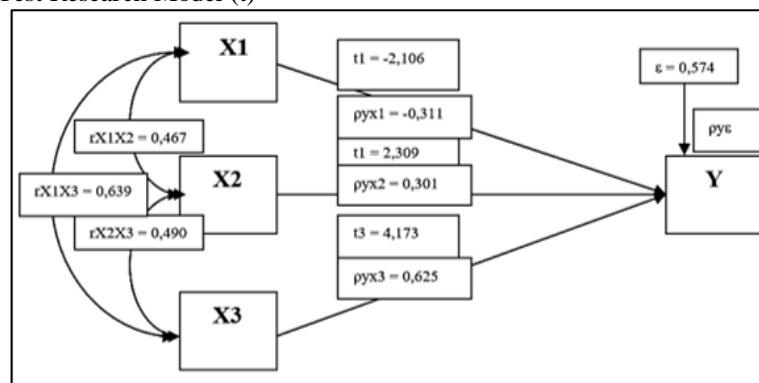 Test Research Model (t)
X1
t1 = -2,106
ε = 0,574
ρyx1 = -0,311
ρyε
rX1X2 = 0,467
t1 = 2,309
X2
ρyx2 = 0,301
Y
rX1X3 = 0,639
rX2X3 = 0,490
t3 = 4,173
ρyx3 = 0,625
X3